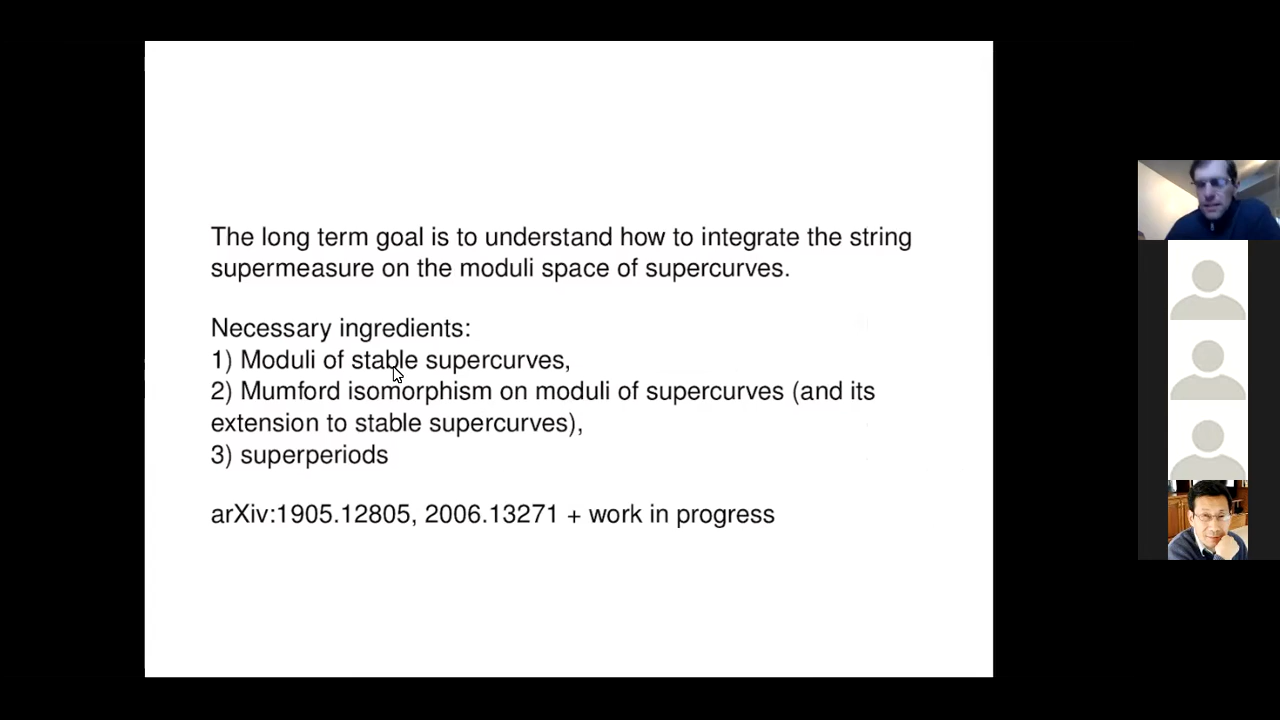 The long term goal is to understand how to integrate the string
supermeasure on the moduli space of supercurves.
Necessary ingredients:
1) Moduli of stable supercurves,
2) Mumford isomorphism on moduli of supercurves (and its
extension to stable supercurves),
3) superperiods
arXiv:1905.12805, 2006.13271 + work in progress